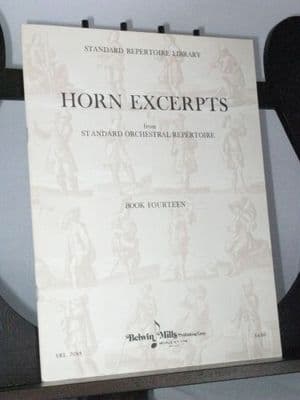 STANDARD REPERTOIRE LIBRARY
HORN EXCERPTS
from
STANDARD ORCHESTRAL REPERTOIRE
BOOK FOURTEEN
Belwin Mills